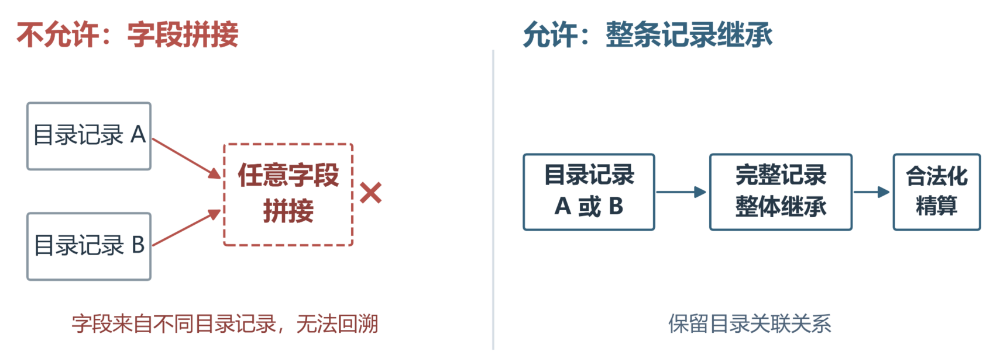 不允许：字段拼接
目录记录 A
目录记录 B
任意字段
拼接
×
字段来自不同目录记录，无法回溯
允许：整条记录继承
目录记录
A 或 B
完整记录
整体继承
合法化
精算
保留目录关联关系